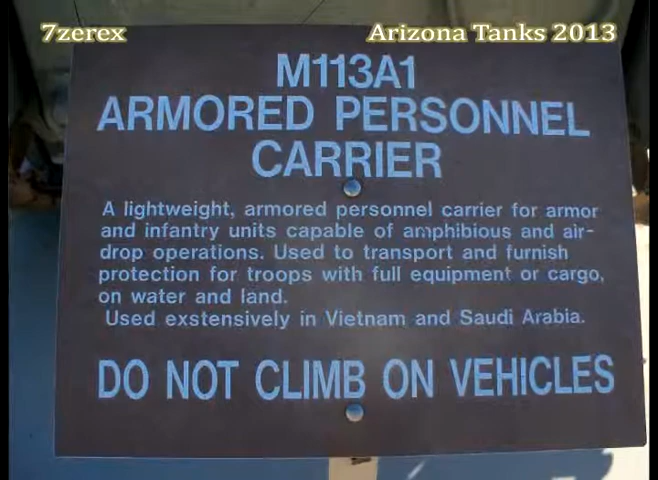 7zerex
Arizona Tanks 2013
M113A1
ARMORED PERSONNEL
CARRIER
A lightweight, armored personnel carrier for armor
and infantry units capable of amphibious and air-
drop operations. Used to transport and furnish
protection for troops with full equipment or cargo,
on water and land.
Used exstensively in Vietnam and Saudi Arabia.
DO NOT CLIMB ON VEHICLES